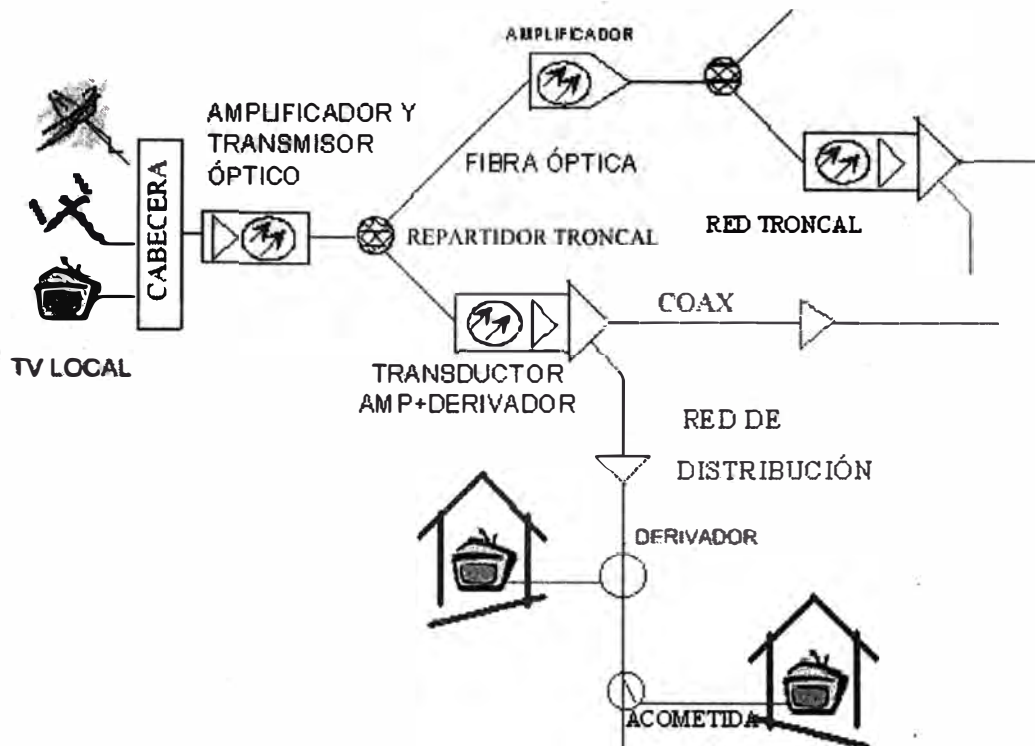 AMPLIFICADOR
AMPLIFICADOR Y
TRANSMISOR
ÓPTICO
CABECERA
FIBRA ÓPTICA
REPARTIDOR TRONCAL
RED TRONCAL
COAX
TV LOCAL
TRANSDUCTOR
AMP+DERIVADOR
RED DE
DISTRIBUCIÓN
DERIVADOR
ACOMETIDA